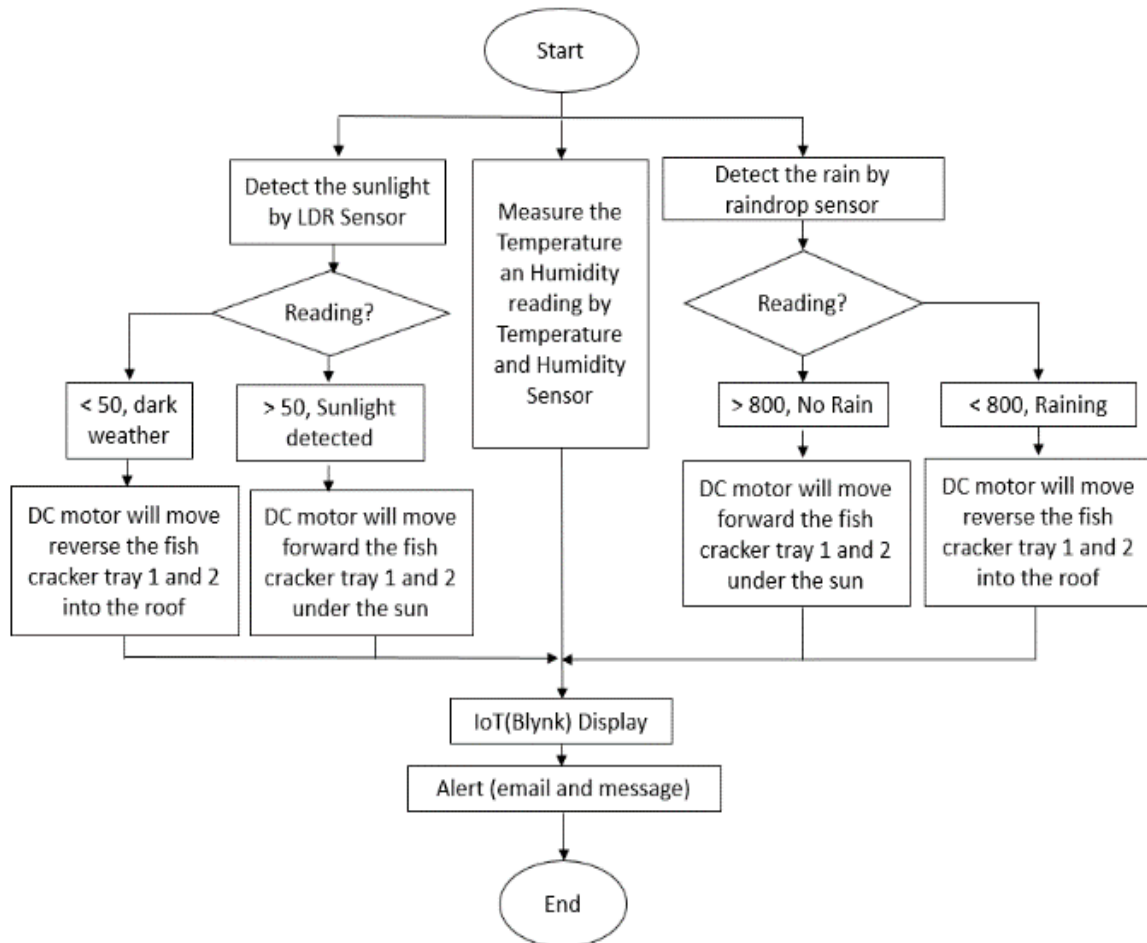 Start
Detect the sunlight
by LDR Sensor
Reading?
< 50, dark
weather
> 50, Sunlight
detected
DC motor will move
reverse the fish
cracker tray 1 and 2
into the roof
DC motor will move
forward the fish
cracker tray 1 and 2
under the sun
Measure the
Temperature
an Humidity
reading by
Temperature
and Humidity
Sensor
Detect the rain by
raindrop sensor
Reading?
> 800, No Rain
< 800, Raining
DC motor will move
forward the fish
cracker tray 1 and 2
under the sun
DC motor will move
reverse the fish
cracker tray 1 and 2
into the roof
IoT(Blynk) Display
Alert (email and message)
End